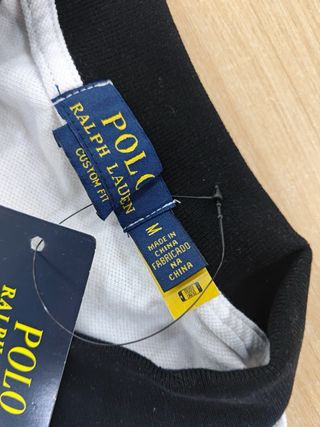 POLO
RALPH LAUREN
CUSTOM FIT
M
MADE IN
CHINA
FABRICADO
NA
CHINA
POLO
RALPH